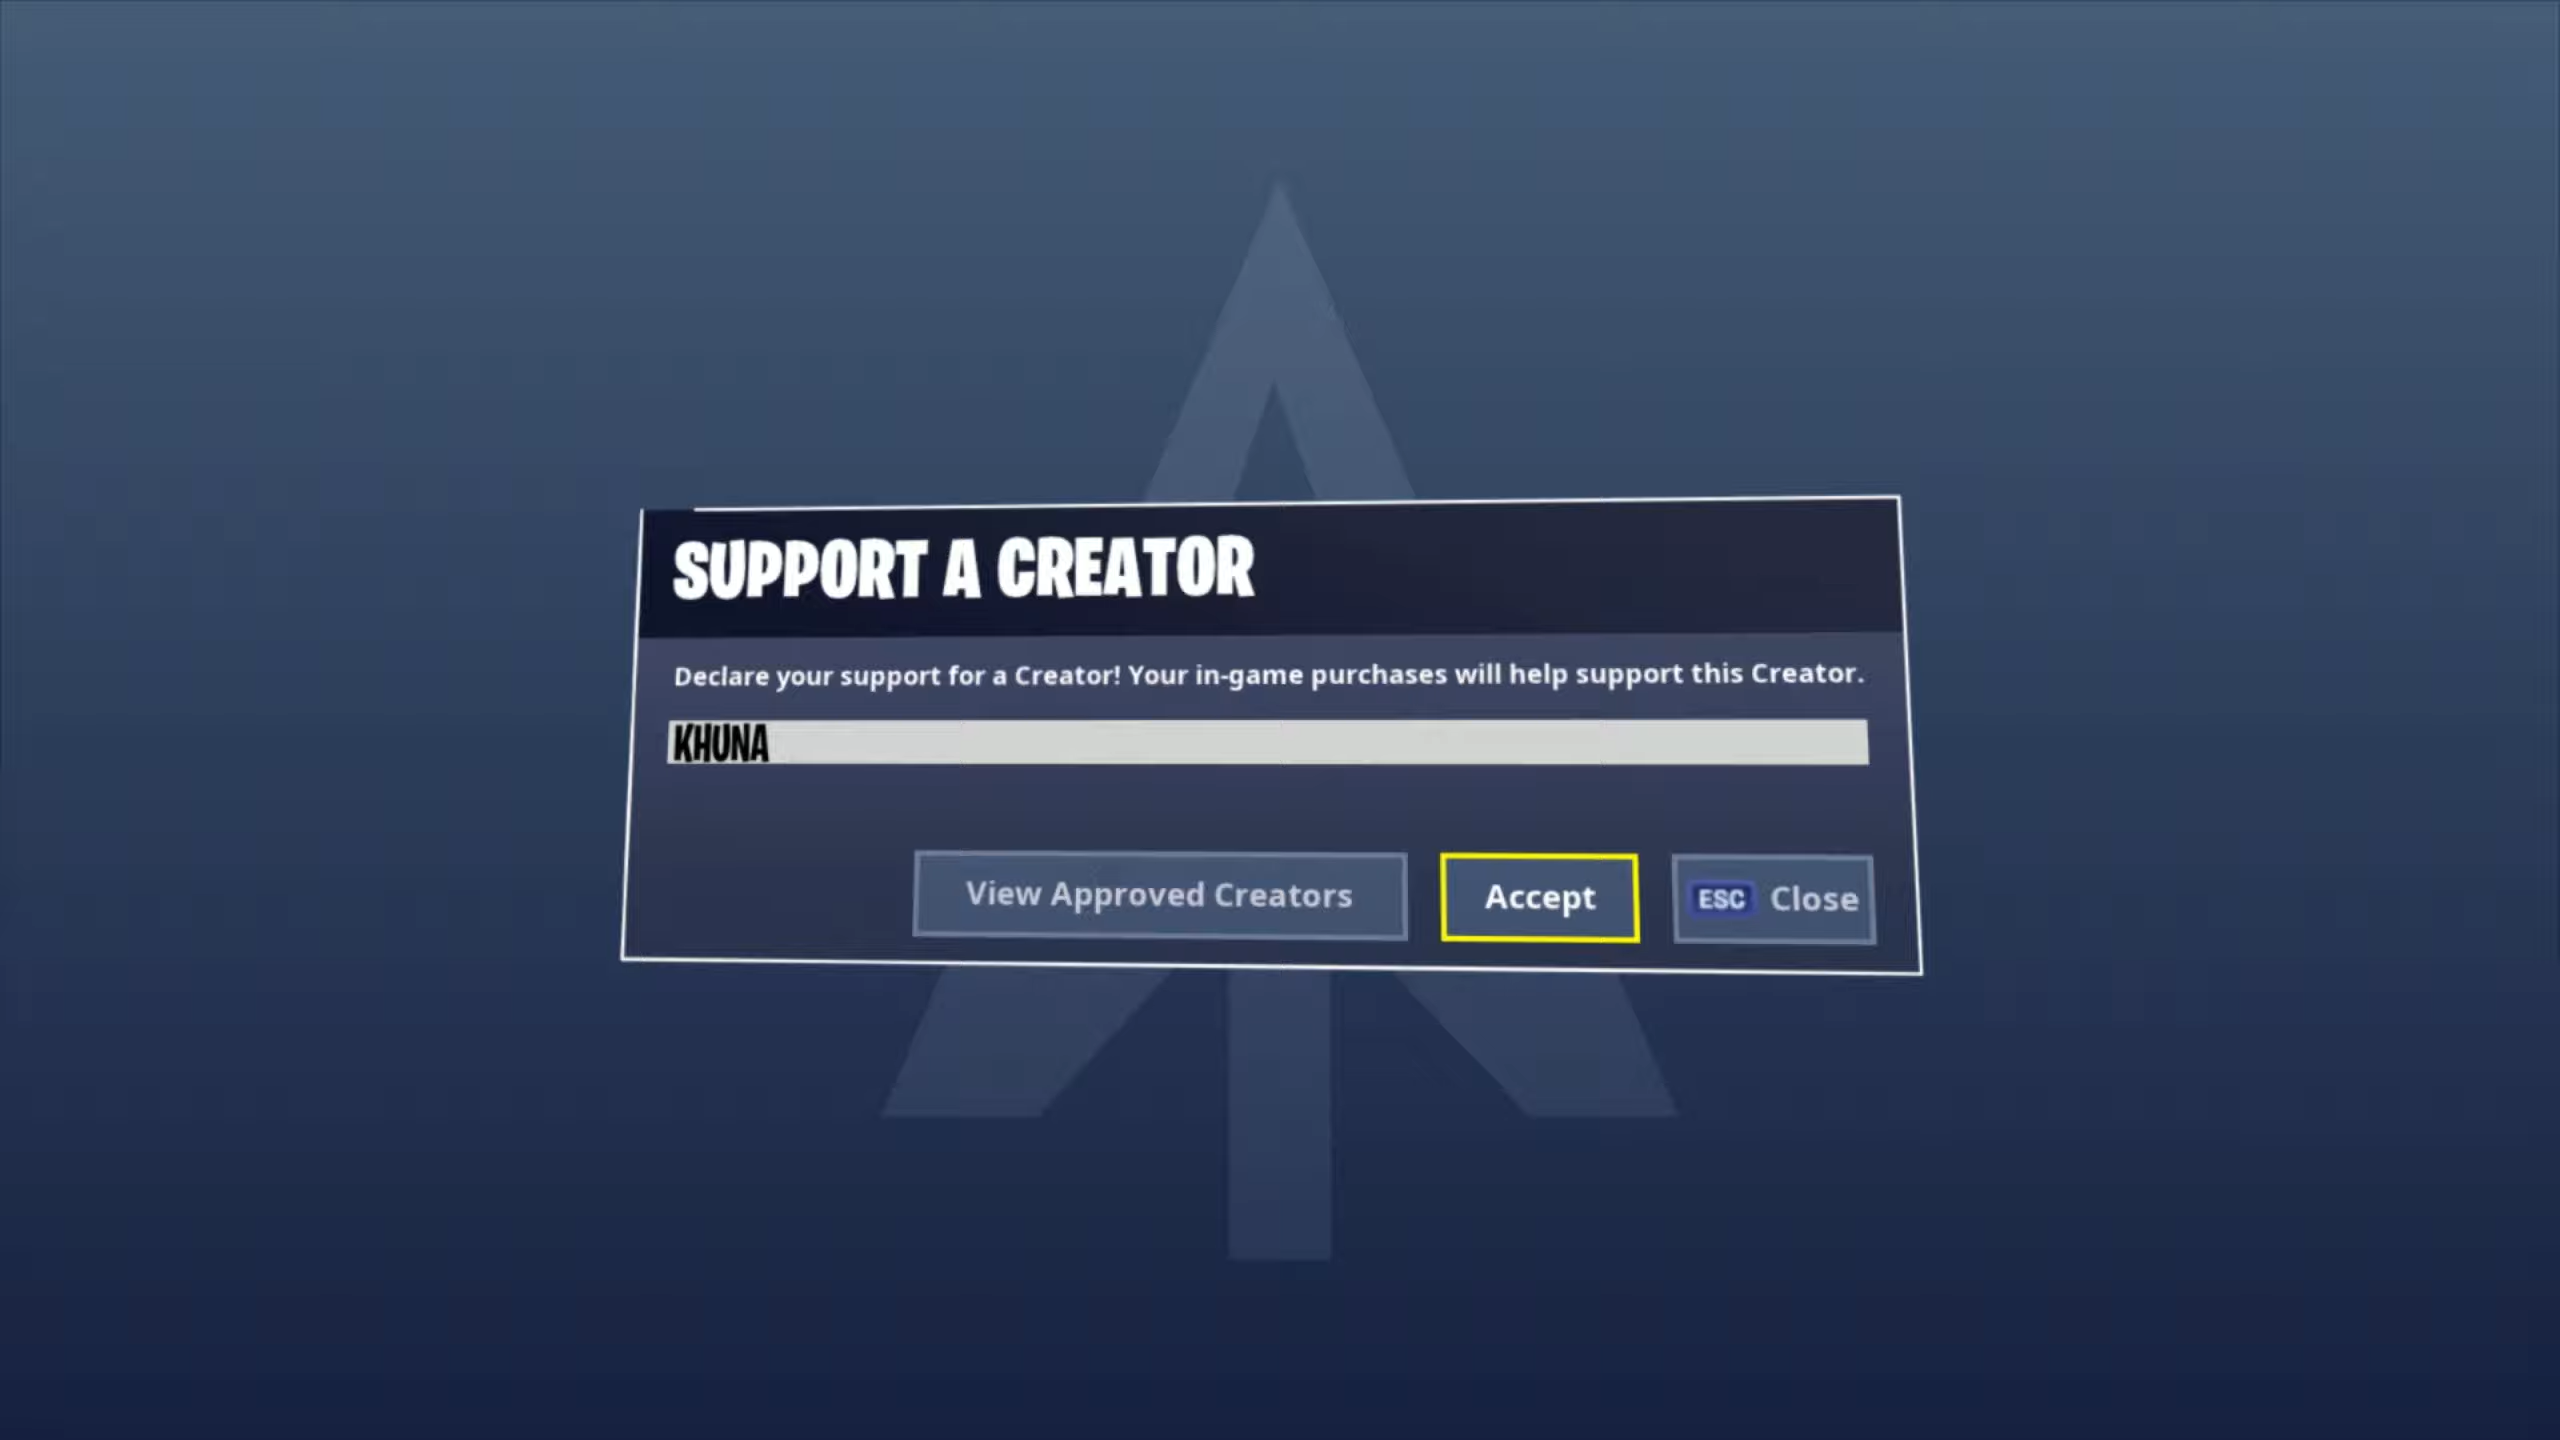 SUPPORT A CREATOR
Declare your support for a Creator! Your in-game purchases will help support this Creator.
KHUNA
View Approved Creators
Accept
ESC Close